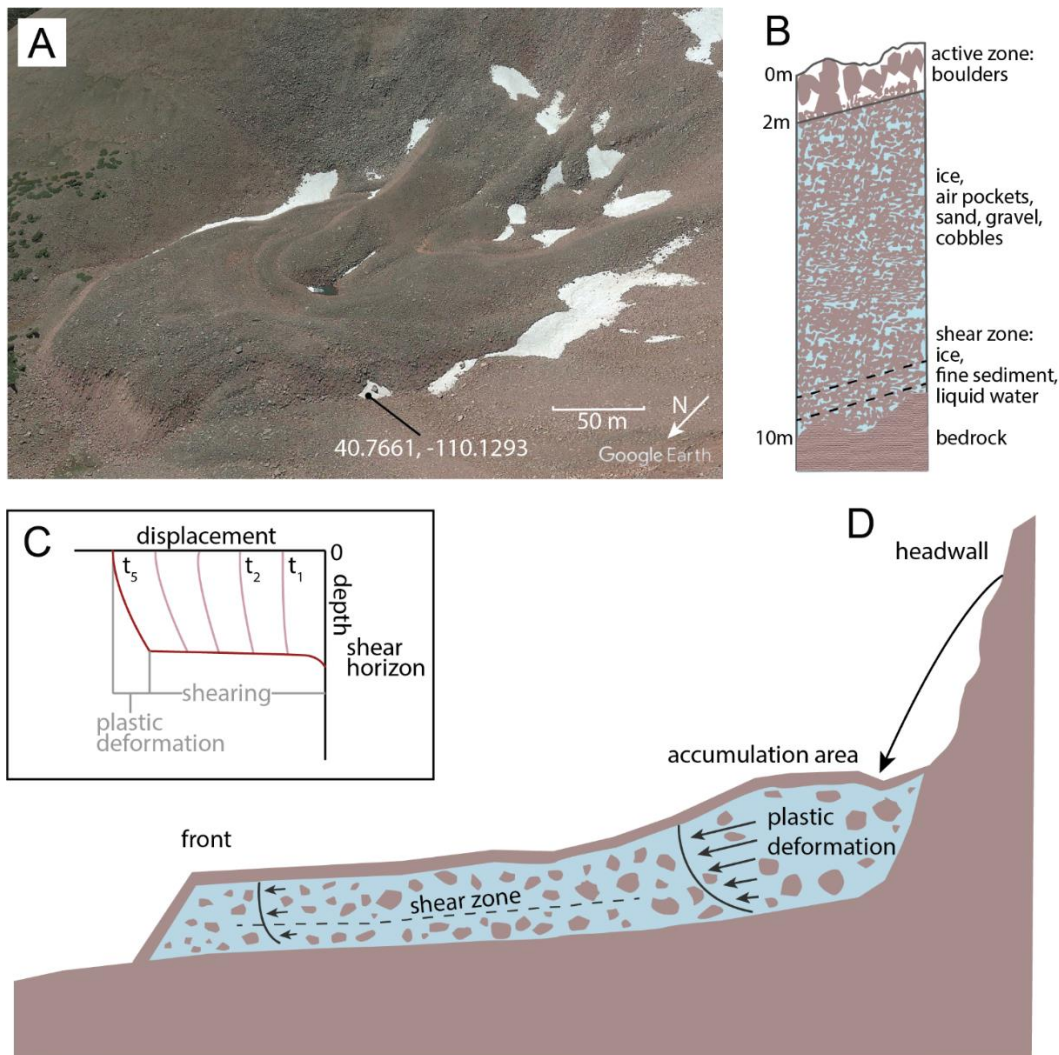 A
50 m
N
40.7661, -110.1293
Google Earth
B
0m
active zone:
boulders
2m
ice,
air pockets,
sand, gravel,
cobbles
shear zone:
ice,
fine sediment,
liquid water
10m
bedrock
C
displacement
0
t5
t2
t1
depth
shear
horizon
shearing
plastic
deformation
D
headwall
accumulation area
plastic
deformation
front
shear zone